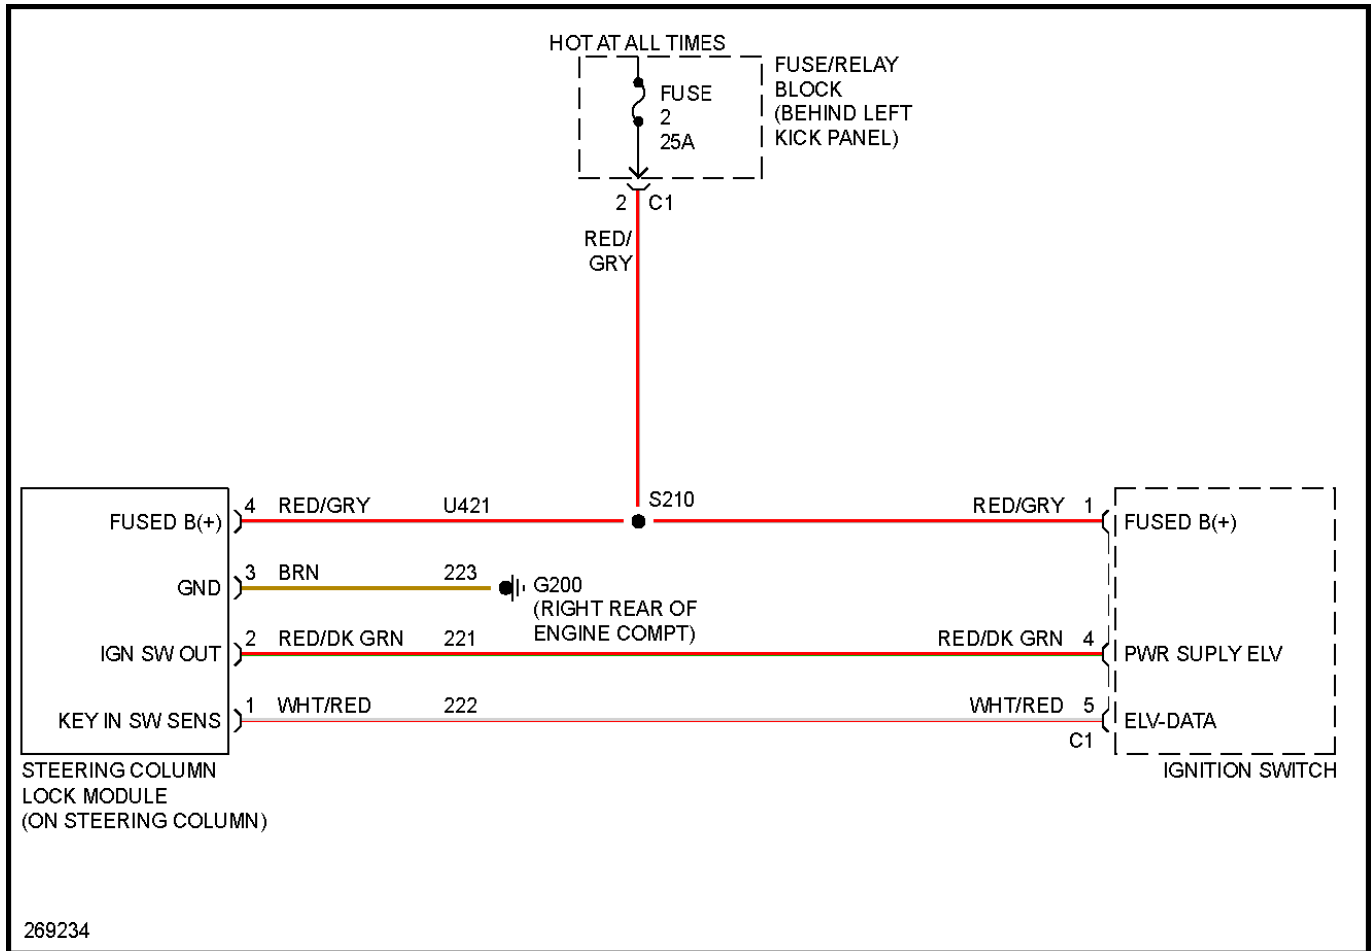 HOT AT ALL TIMES
FUSE/RELAY
BLOCK
(BEHIND LEFT
KICK PANEL)
FUSE
2
25A
2 C1
RED/
GRY
S210
FUSED B(+) 4 RED/GRY U421
RED/GRY 1 FUSED B(+)
GND 3 BRN 223
G200
(RIGHT REAR OF
ENGINE COMPT)
IGN SW OUT 2 RED/DK GRN 221
RED/DK GRN 4 PWR SUPLY ELV
KEY IN SW SENS 1 WHT/RED 222
WHT/RED 5 ELV-DATA
C1
STEERING COLUMN
LOCK MODULE
(ON STEERING COLUMN)
IGNITION SWITCH
269234